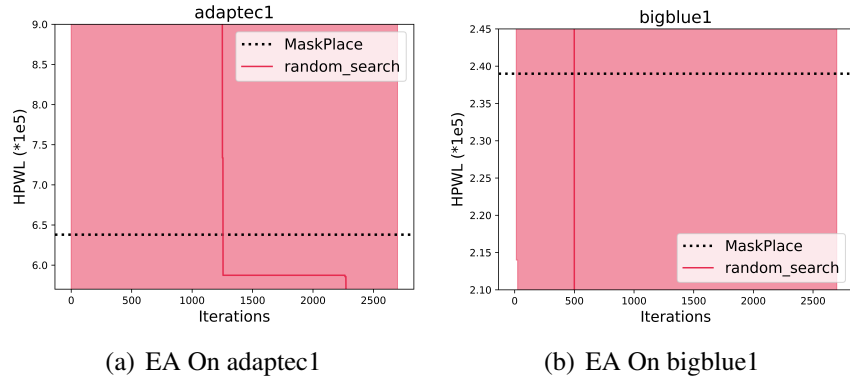 adaptec1
9.0
8.5
8.0
7.5
7.0
6.5
6.0
HPWL (*1e5)
MaskPlace
random_search
0 500 1000 1500 2000 2500
Iterations
(a) EA On adaptec1
bigblue1
2.45
2.40
2.35
2.30
2.25
2.20
2.15
2.10
HPWL (*1e5)
MaskPlace
random_search
0 500 1000 1500 2000 2500
Iterations
(b) EA On bigblue1